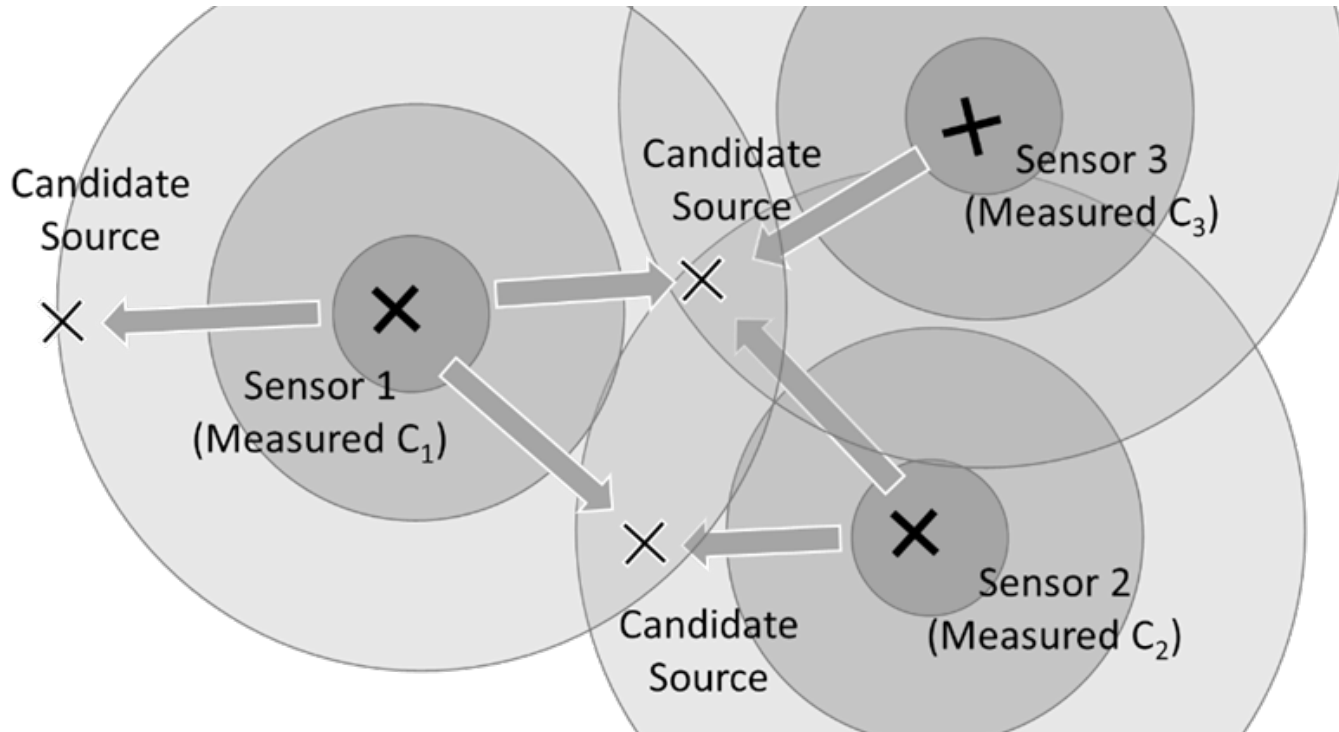 Candidate
Source
Candidate
Source
Sensor 3
(Measured C₃)
Sensor 1
(Measured C₁)
Sensor 2
(Measured C₂)
Candidate
Source